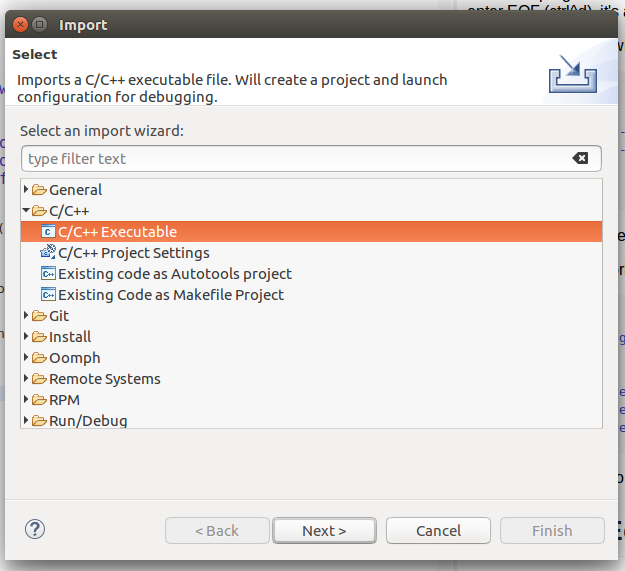 Import
Select
Imports a C/C++ executable file. Will create a project and launch
configuration for debugging.
Select an import wizard:
type filter text
General
C/C++
C/C++ Executable
C/C++ Project Settings
Existing code as Autotools project
Existing Code as Makefile Project
Git
Install
Oomph
Remote Systems
RPM
Run/Debug
< Back
Next >
Cancel
Finish